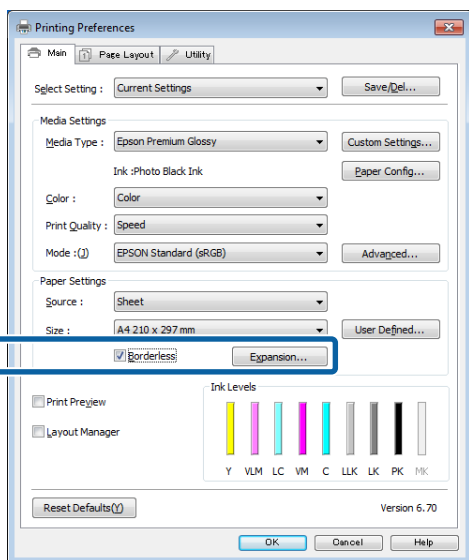 Printing Preferences
Main Page Layout Utility
Select Setting : Current Settings Save/Del...
Media Settings
Media Type : Epson Premium Glossy Custom Settings...
Ink :Photo Black Ink Paper Config...
Color : Color
Print Quality : Speed
Mode :(J) EPSON Standard (sRGB) Advanced...
Paper Settings
Source : Sheet
Size : A4 210 x 297 mm User Defined...
Borderless Expansion...
Ink Levels
Print Preview
Layout Manager
Y VLM LC VM C LLK LK PK MK
Reset Defaults(Y) Version 6.70
OK Cancel Help